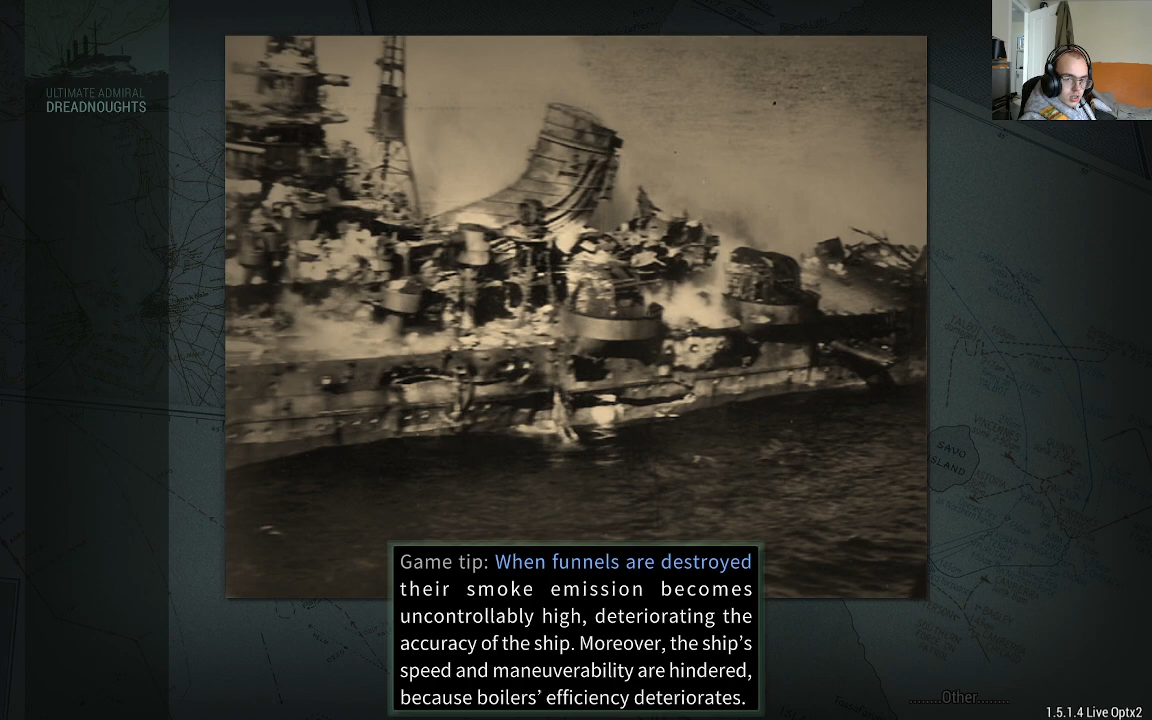 ULTIMATE ADMIRAL
DREADNOUGHTS
SAVO
ISLAND
Game tip: When funnels are destroyed
their smoke emission becomes
uncontrollably high, deteriorating the
accuracy of the ship. Moreover, the ship’s
speed and maneuverability are hindered,
because boilers’ efficiency deteriorates.
.........Other.........
1.5.1.4 Live Optx2